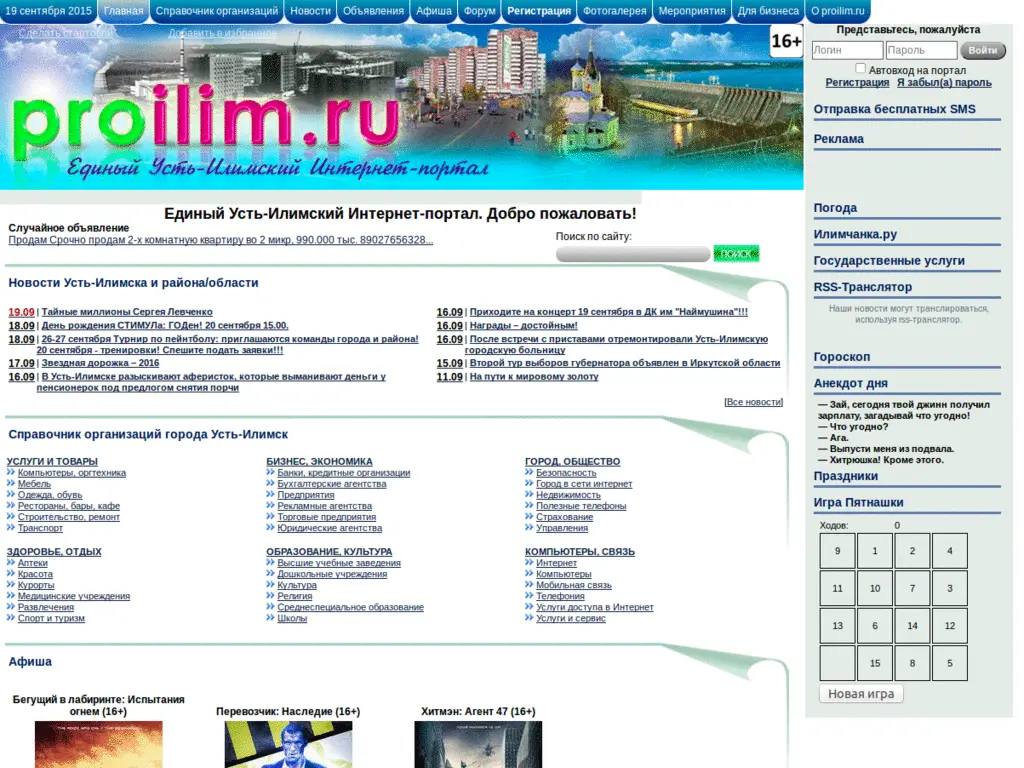 19 сентября 2015 Главная Справочник организаций Новости Объявления Афиша Форум Регистрация Фотогалерея Мероприятия Для бизнеса О proilim.ru
Сделать стартовой Добавить в избранное
16+
proilim.ru
Единый Усть-Илимский Интернет-портал
Представьтесь, пожалуйста
Логин Пароль Войти
Автовход на портал
Регистрация Я забыл(а) пароль
Отправка бесплатных SMS
Реклама
Погода
Илимчанка.ру
Государственные услуги
RSS-Транслятор
Наши новости могут транслироваться,
используя rss-транслятор.
Гороскоп
Анекдот дня
— Зай, сегодня твой джинн получил
зарплату, загадывай что угодно!
— Что угодно?
— Ага.
— Выпусти меня из подвала.
— Хитрюшка! Кроме этого.
Праздники
Игра Пятнашки
Ходов: 0
9 1 2 4
11 10 7 3
13 6 14 12
15 8 5
Новая игра
Единый Усть-Илимский Интернет-портал. Добро пожаловать!
Случайное объявление
Продам Срочно продам 2-х комнатную квартиру во 2 микр, 990.000 тыс. 89027656328...
Поиск по сайту:
ПОИСК
Новости Усть-Илимска и района/области
19.09 | Тайные миллионы Сергея Левченко
18.09 | День рождения СТИМУЛа: ГОДен! 20 сентября 15.00.
18.09 | 26-27 сентября Турнир по пейнтболу: приглашаются команды города и района!
20 сентября - тренировки! Спешите подать заявки!!!
17.09 | Звездная дорожка – 2016
16.09 | В Усть-Илимске разыскивают аферисток, которые выманивают деньги у
пенсионерок под предлогом снятия порчи
16.09 | Приходите на концерт 19 сентября в ДК им "Наймушина"!!!
16.09 | Награды – достойным!
16.09 | После встречи с приставами отремонтировали Усть-Илимскую
городскую больницу
15.09 | Второй тур выборов губернатора объявлен в Иркутской области
11.09 | На пути к мировому золоту
[Все новости]
Справочник организаций города Усть-Илимск
УСЛУГИ И ТОВАРЫ
Компьютеры, оргтехника
Мебель
Одежда, обувь
Рестораны, бары, кафе
Строительство, ремонт
Транспорт
БИЗНЕС, ЭКОНОМИКА
Банки, кредитные организации
Бухгалтерские агентства
Предприятия
Рекламные агентства
Торговые предприятия
Юридические агентства
ГОРОД, ОБЩЕСТВО
Безопасность
Город в сети интернет
Недвижимость
Полезные телефоны
Страхование
Управления
ЗДОРОВЬЕ, ОТДЫХ
Аптеки
Красота
Курорты
Медицинские учреждения
Развлечения
Спорт и туризм
ОБРАЗОВАНИЕ, КУЛЬТУРА
Высшие учебные заведения
Дошкольные учреждения
Культура
Религия
Среднеспециальное образование
Школы
КОМПЬЮТЕРЫ, СВЯЗЬ
Интернет
Компьютеры
Мобильная связь
Телефония
Услуги доступа в Интернет
Услуги и сервис
Афиша
Бегущий в лабиринте: Испытания
огнем (16+)
Перевозчик: Наследие (16+)
Хитмэн: Агент 47 (16+)